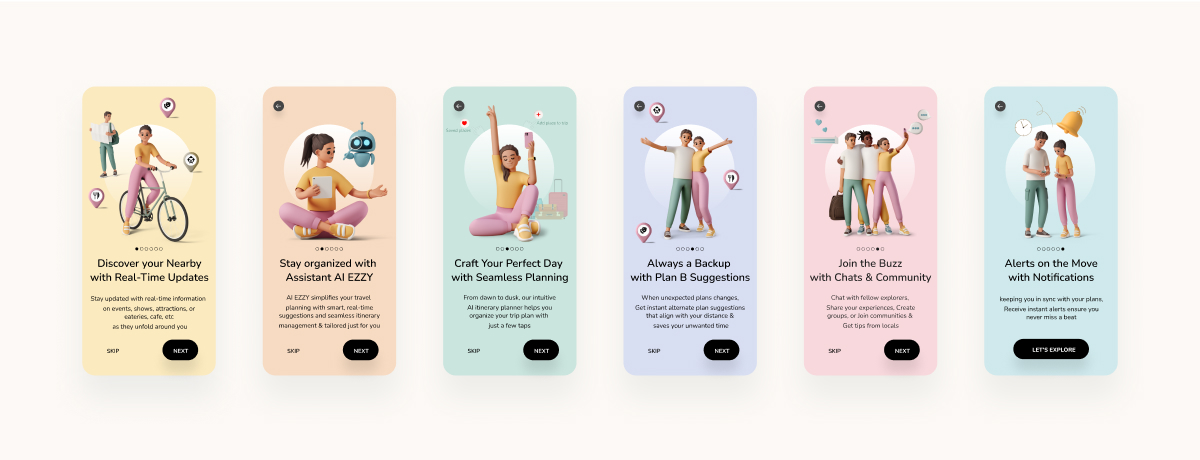 Discover your Nearby
with Real-Time Updates
Stay updated with real-time information
on events, shows, attractions, or
eateries, cafe, etc
as they unfold around you
SKIP
NEXT
Stay organized with
Assistant AI EZZY
AI EZZY simplifies your travel
planning with smart, real-time
suggestions and seamless itinerary
management & tailored just for you
SKIP
NEXT
Saved places
Add place to trip
Craft Your Perfect Day
with Seamless Planning
From dawn to dusk, our intuitive
AI itinerary planner helps you
organize your trip plan with
just a few taps
SKIP
NEXT
Always a Backup
with Plan B Suggestions
When unexpected plans changes,
Get instant alternate plan suggestions
that align with your distance &
saves your unwanted time
SKIP
NEXT
Join the Buzz
with Chats & Community
Chat with fellow explorers,
Share your experiences, Create
groups, or Join communities &
Get tips from locals
SKIP
NEXT
Alerts on the Move
with Notifications
keeping you in sync with your plans,
Receive instant alerts ensure you
never miss a beat
LET'S EXPLORE